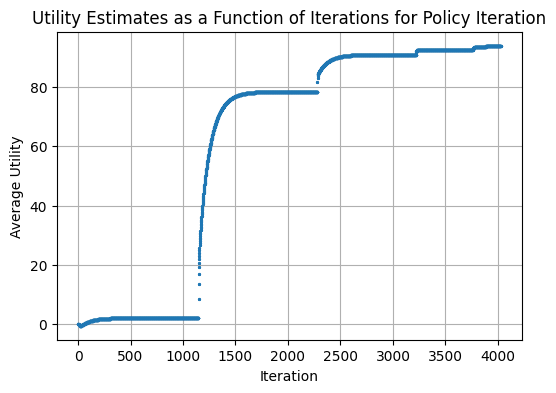 Utility Estimates as a Function of Iterations for Policy Iteration
80
60
40
20
0
Average Utility
0 500 1000 1500 2000 2500 3000 3500 4000
Iteration